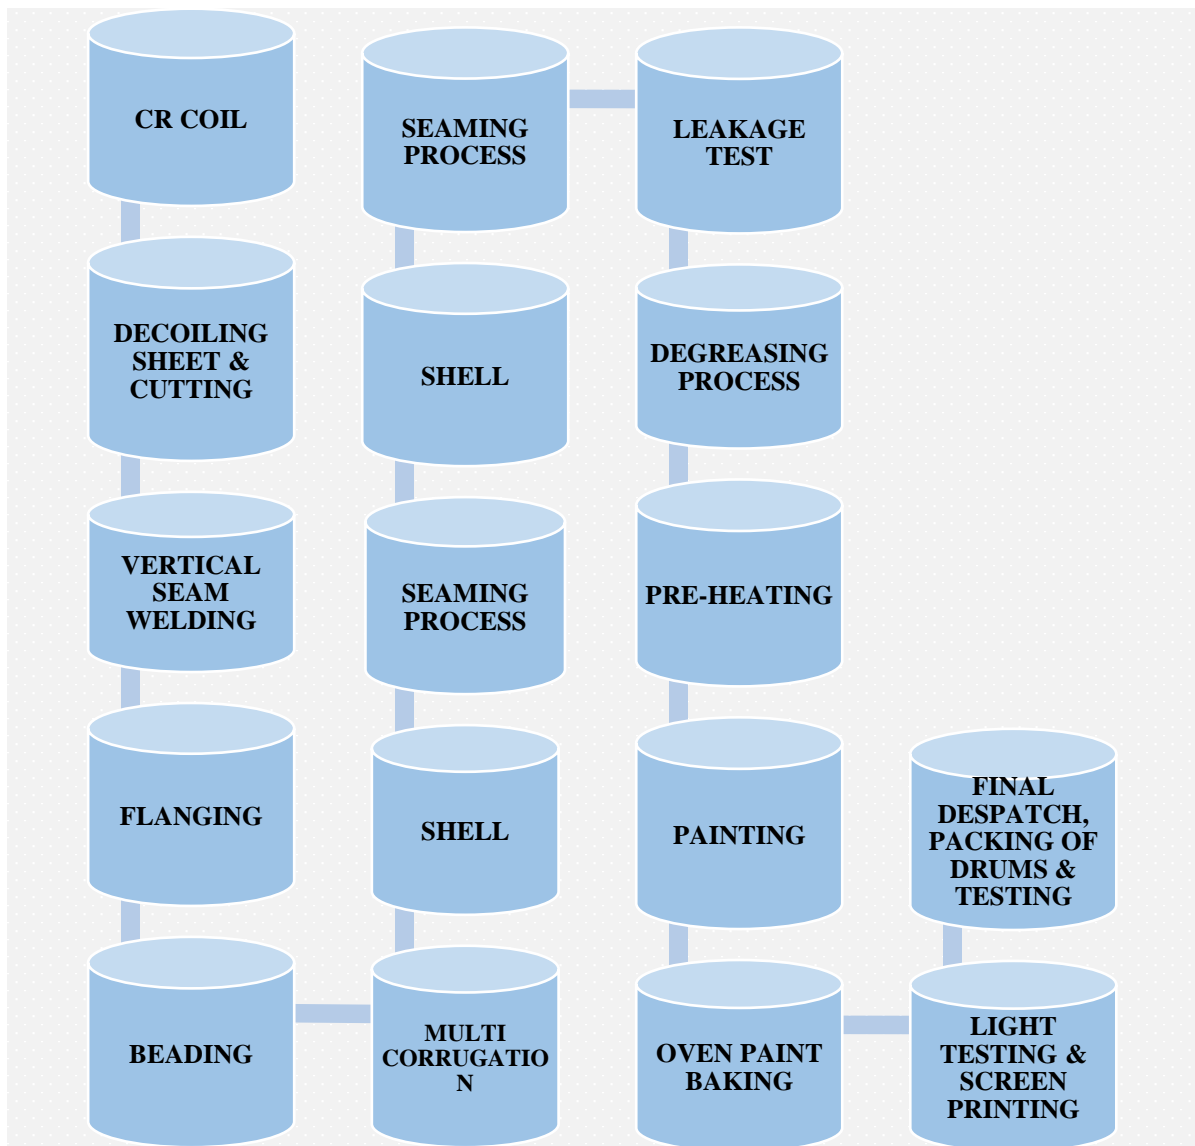 CR COIL
DECOILING
SHEET &
CUTTING
VERTICAL
SEAM
WELDING
FLANGING
BEADING
MULTI
CORRUGATIO
N
SHELL
SEAMING
PROCESS
SHELL
SEAMING
PROCESS
LEAKAGE
TEST
DEGREASING
PROCESS
PRE-HEATING
PAINTING
OVEN PAINT
BAKING
LIGHT
TESTING &
SCREEN
PRINTING
FINAL
DESPATCH,
PACKING OF
DRUMS &
TESTING